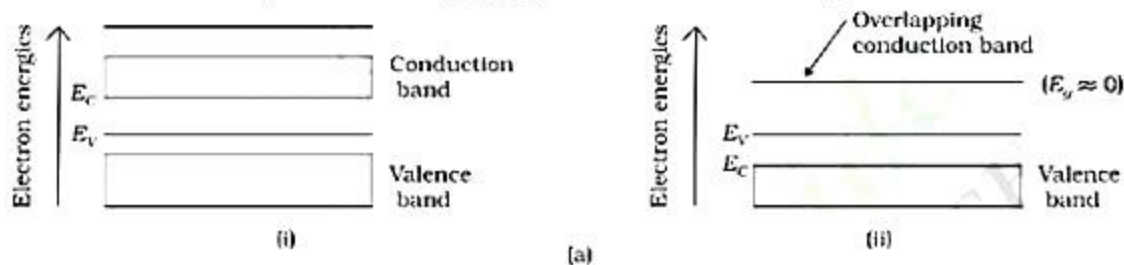 Electron energies
Conduction
band
E_C
E_V
Valence
band
(i)
Overlapping
conduction band
Electron energies
(E_g ≈ 0)
E_V
E_C
Valence
band
(ii)
(a)